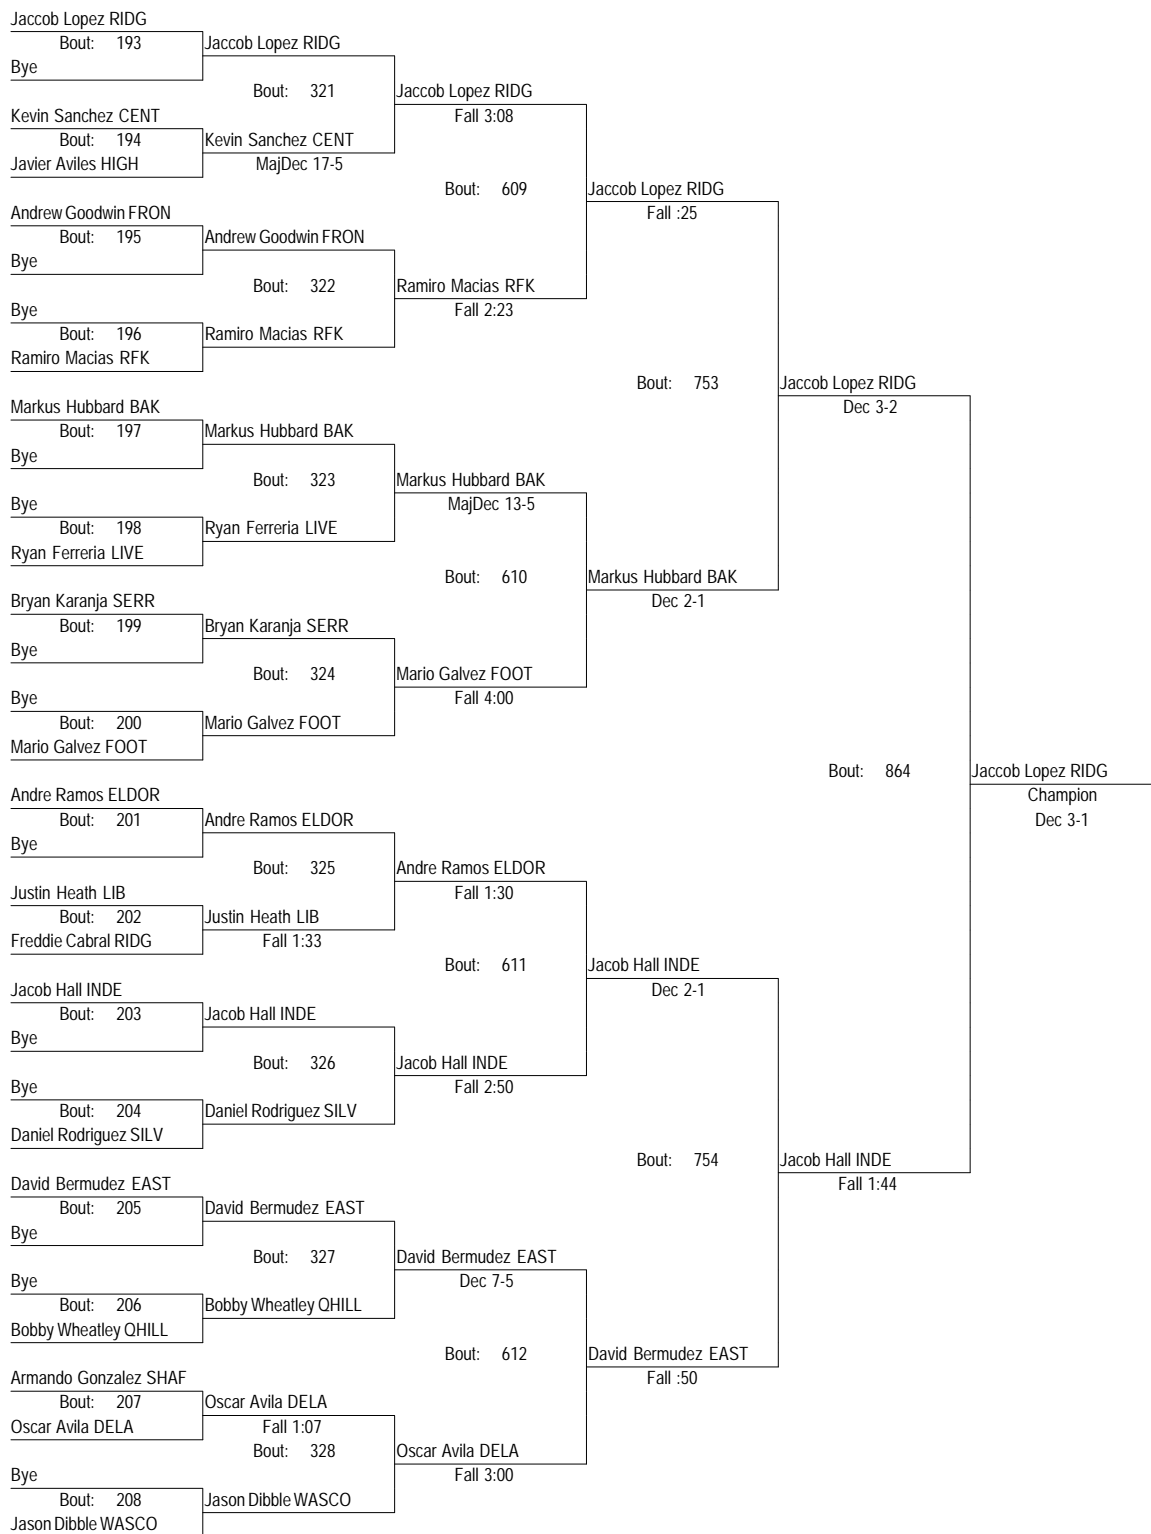 Jaccob Lopez RIDG
Bout: 193 Jaccob Lopez RIDG
Bye
Bout: 321 Jaccob Lopez RIDG
Kevin Sanchez CENT Fall 3:08
Bout: 194 Kevin Sanchez CENT
Javier Aviles HIGH MajDec 17-5
Bout: 609 Jaccob Lopez RIDG
Andrew Goodwin FRON Fall :25
Bout: 195 Andrew Goodwin FRON
Bye
Bout: 322 Ramiro Macias RFK
Bye Fall 2:23
Bout: 196 Ramiro Macias RFK
Ramiro Macias RFK
Bout: 753 Jaccob Lopez RIDG
Markus Hubbard BAK Dec 3-2
Bout: 197 Markus Hubbard BAK
Bye
Bout: 323 Markus Hubbard BAK
Bye MajDec 13-5
Bout: 198 Ryan Ferreria LIVE
Ryan Ferreria LIVE
Bout: 610 Markus Hubbard BAK
Bryan Karanja SERR Dec 2-1
Bout: 199 Bryan Karanja SERR
Bye
Bout: 324 Mario Galvez FOOT
Bye Fall 4:00
Bout: 200 Mario Galvez FOOT
Mario Galvez FOOT
Bout: 864 Jaccob Lopez RIDG
Andre Ramos ELDOR Champion
Bout: 201 Andre Ramos ELDOR Dec 3-1
Bye
Bout: 325 Andre Ramos ELDOR
Justin Heath LIB Fall 1:30
Bout: 202 Justin Heath LIB
Freddie Cabral RIDG Fall 1:33
Bout: 611 Jacob Hall INDE
Jacob Hall INDE Dec 2-1
Bout: 203 Jacob Hall INDE
Bye
Bout: 326 Jacob Hall INDE
Bye Fall 2:50
Bout: 204 Daniel Rodriguez SILV
Daniel Rodriguez SILV
Bout: 754 Jacob Hall INDE
David Bermudez EAST Fall 1:44
Bout: 205 David Bermudez EAST
Bye
Bout: 327 David Bermudez EAST
Bye Dec 7-5
Bout: 206 Bobby Wheatley QHILL
Bobby Wheatley QHILL
Bout: 612 David Bermudez EAST
Armando Gonzalez SHAF Fall :50
Bout: 207 Oscar Avila DELA
Oscar Avila DELA Fall 1:07
Bout: 328 Oscar Avila DELA
Bye Fall 3:00
Bout: 208 Jason Dibble WASCO
Jason Dibble WASCO